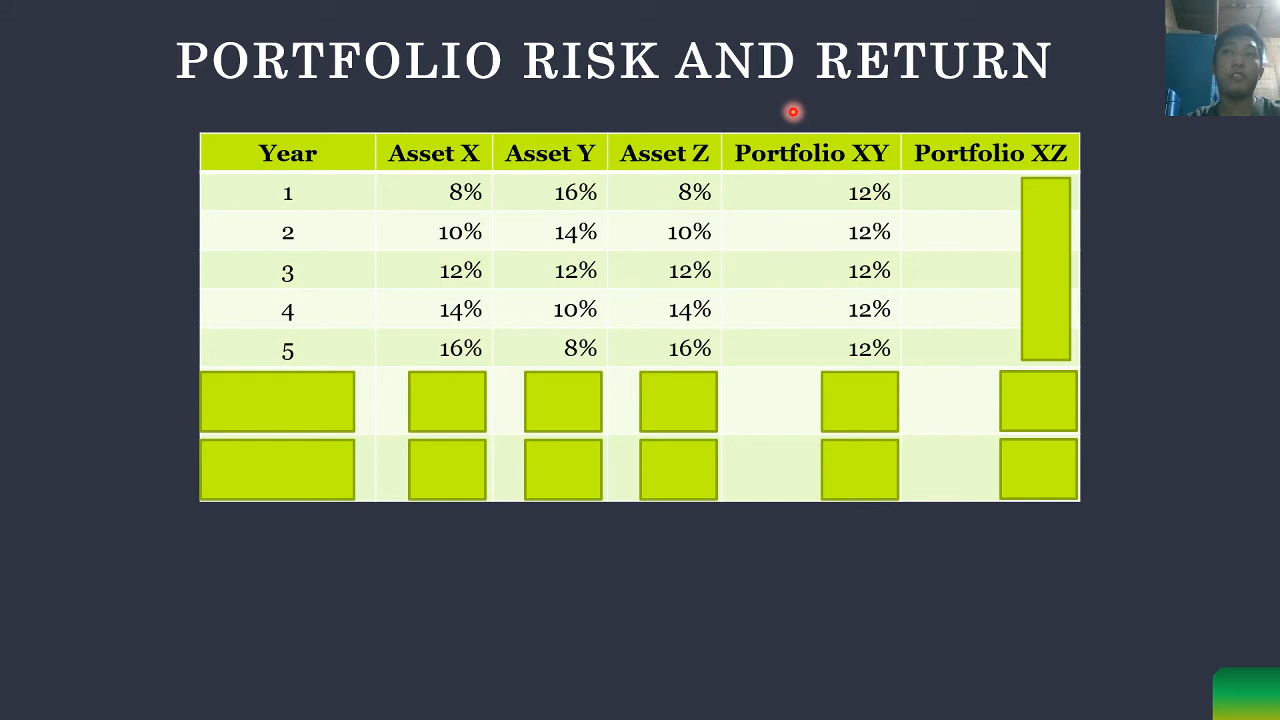 PORTFOLIO RISK AND RETURN
Year Asset X Asset Y Asset Z Portfolio XY Portfolio XZ
1 8% 16% 8% 12%
2 10% 14% 10% 12%
3 12% 12% 12% 12%
4 14% 10% 14% 12%
5 16% 8% 16% 12%